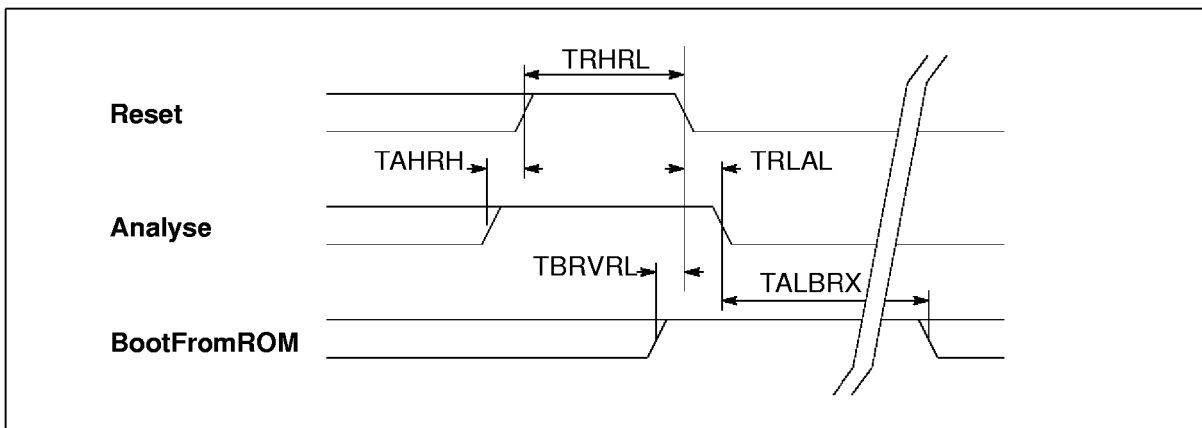 TRHRL
Reset
TAHRH
TRLAL
Analyse
TBRVRL
TALBRX
BootFromROM